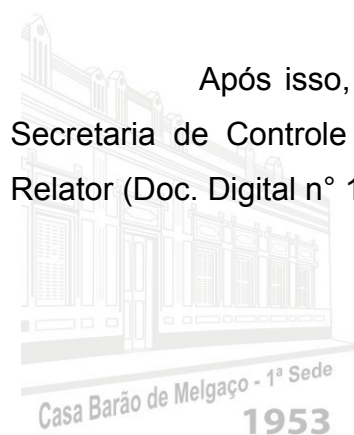 Após isso,
Secretaria de Controle
Relator (Doc. Digital n° 1
Casa Barão de Melgaço - 1ª Sede
1953